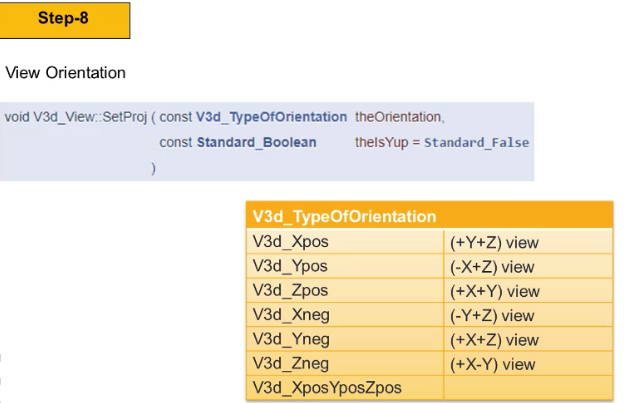 Step-8
View Orientation
void V3d_View::SetProj ( const V3d_TypeOfOrientation theOrientation,
const Standard_Boolean theIsYup = Standard_False
)
V3d_TypeOfOrientation
V3d_Xpos (+Y+Z) view
V3d_Ypos (-X+Z) view
V3d_Zpos (+X+Y) view
V3d_Xneg (-Y+Z) view
V3d_Yneg (+X+Z) view
V3d_Zneg (+X-Y) view
V3d_XposYposZpos